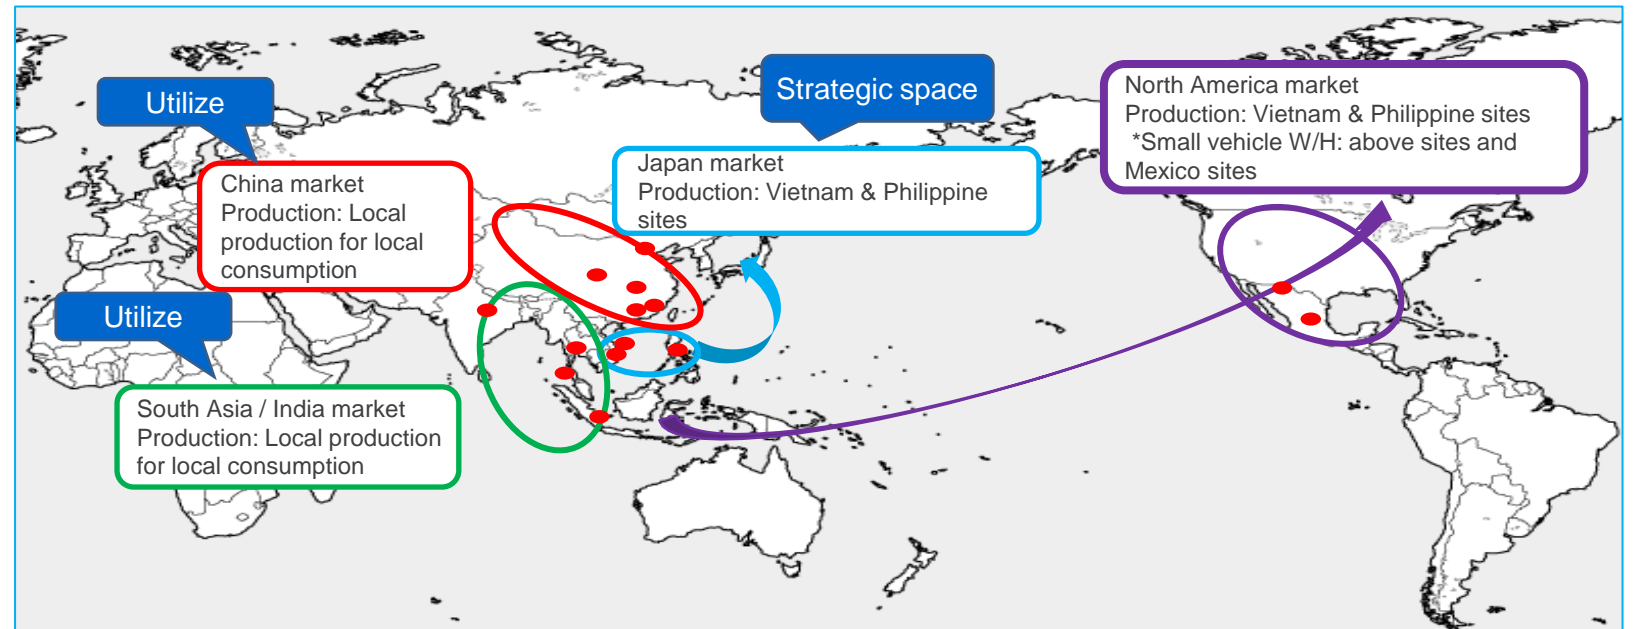 Utilize
China market
Production: Local
production for local
consumption
Utilize
South Asia / India market
Production: Local production
for local consumption
Strategic space
Japan market
Production: Vietnam & Philippine
sites
North America market
Production: Vietnam & Philippine sites
*Small vehicle W/H: above sites and
Mexico sites